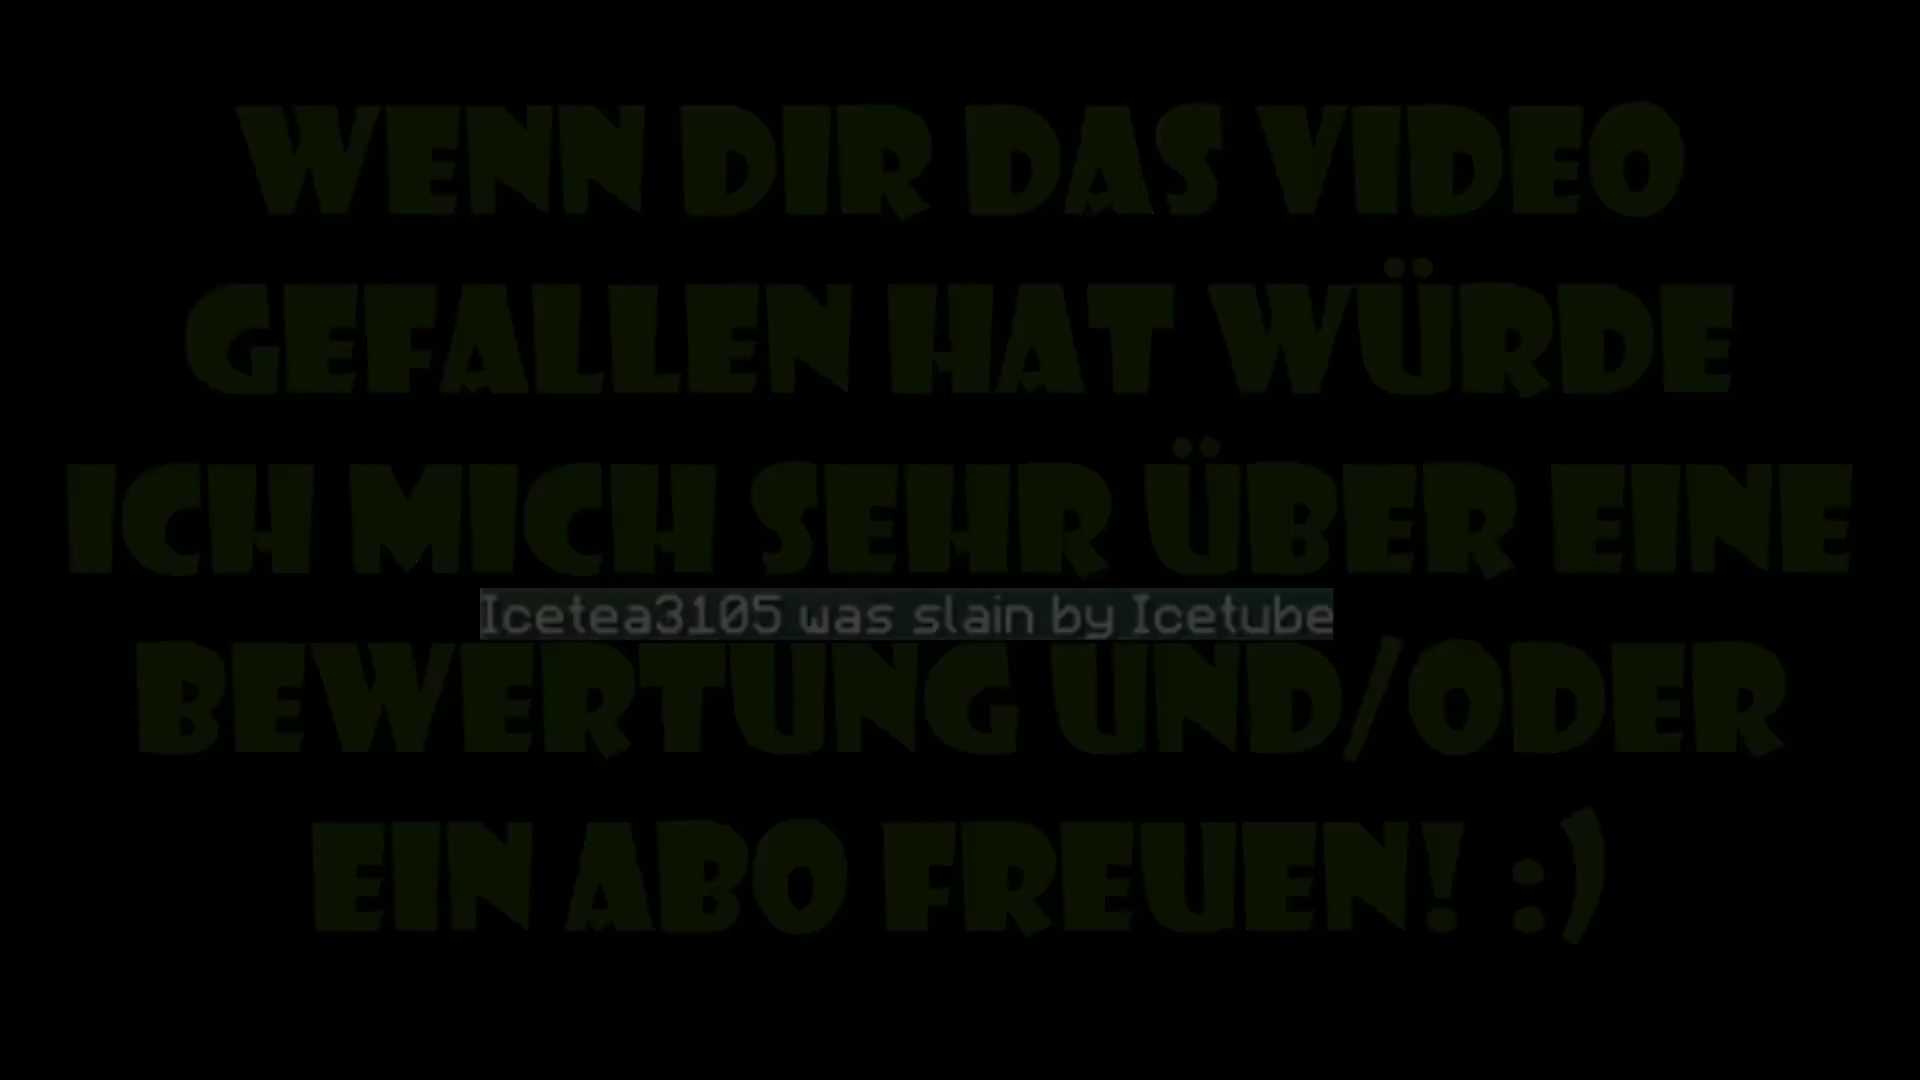 WENN DIR DAS VIDEO
GEFALLEN HAT WÜRDE
ICH MICH SEHR ÜBER EINE
Icetea3105 was slain by Icetube
BEWERTUNG UND/ODER
EIN ABO FREUEN! :)